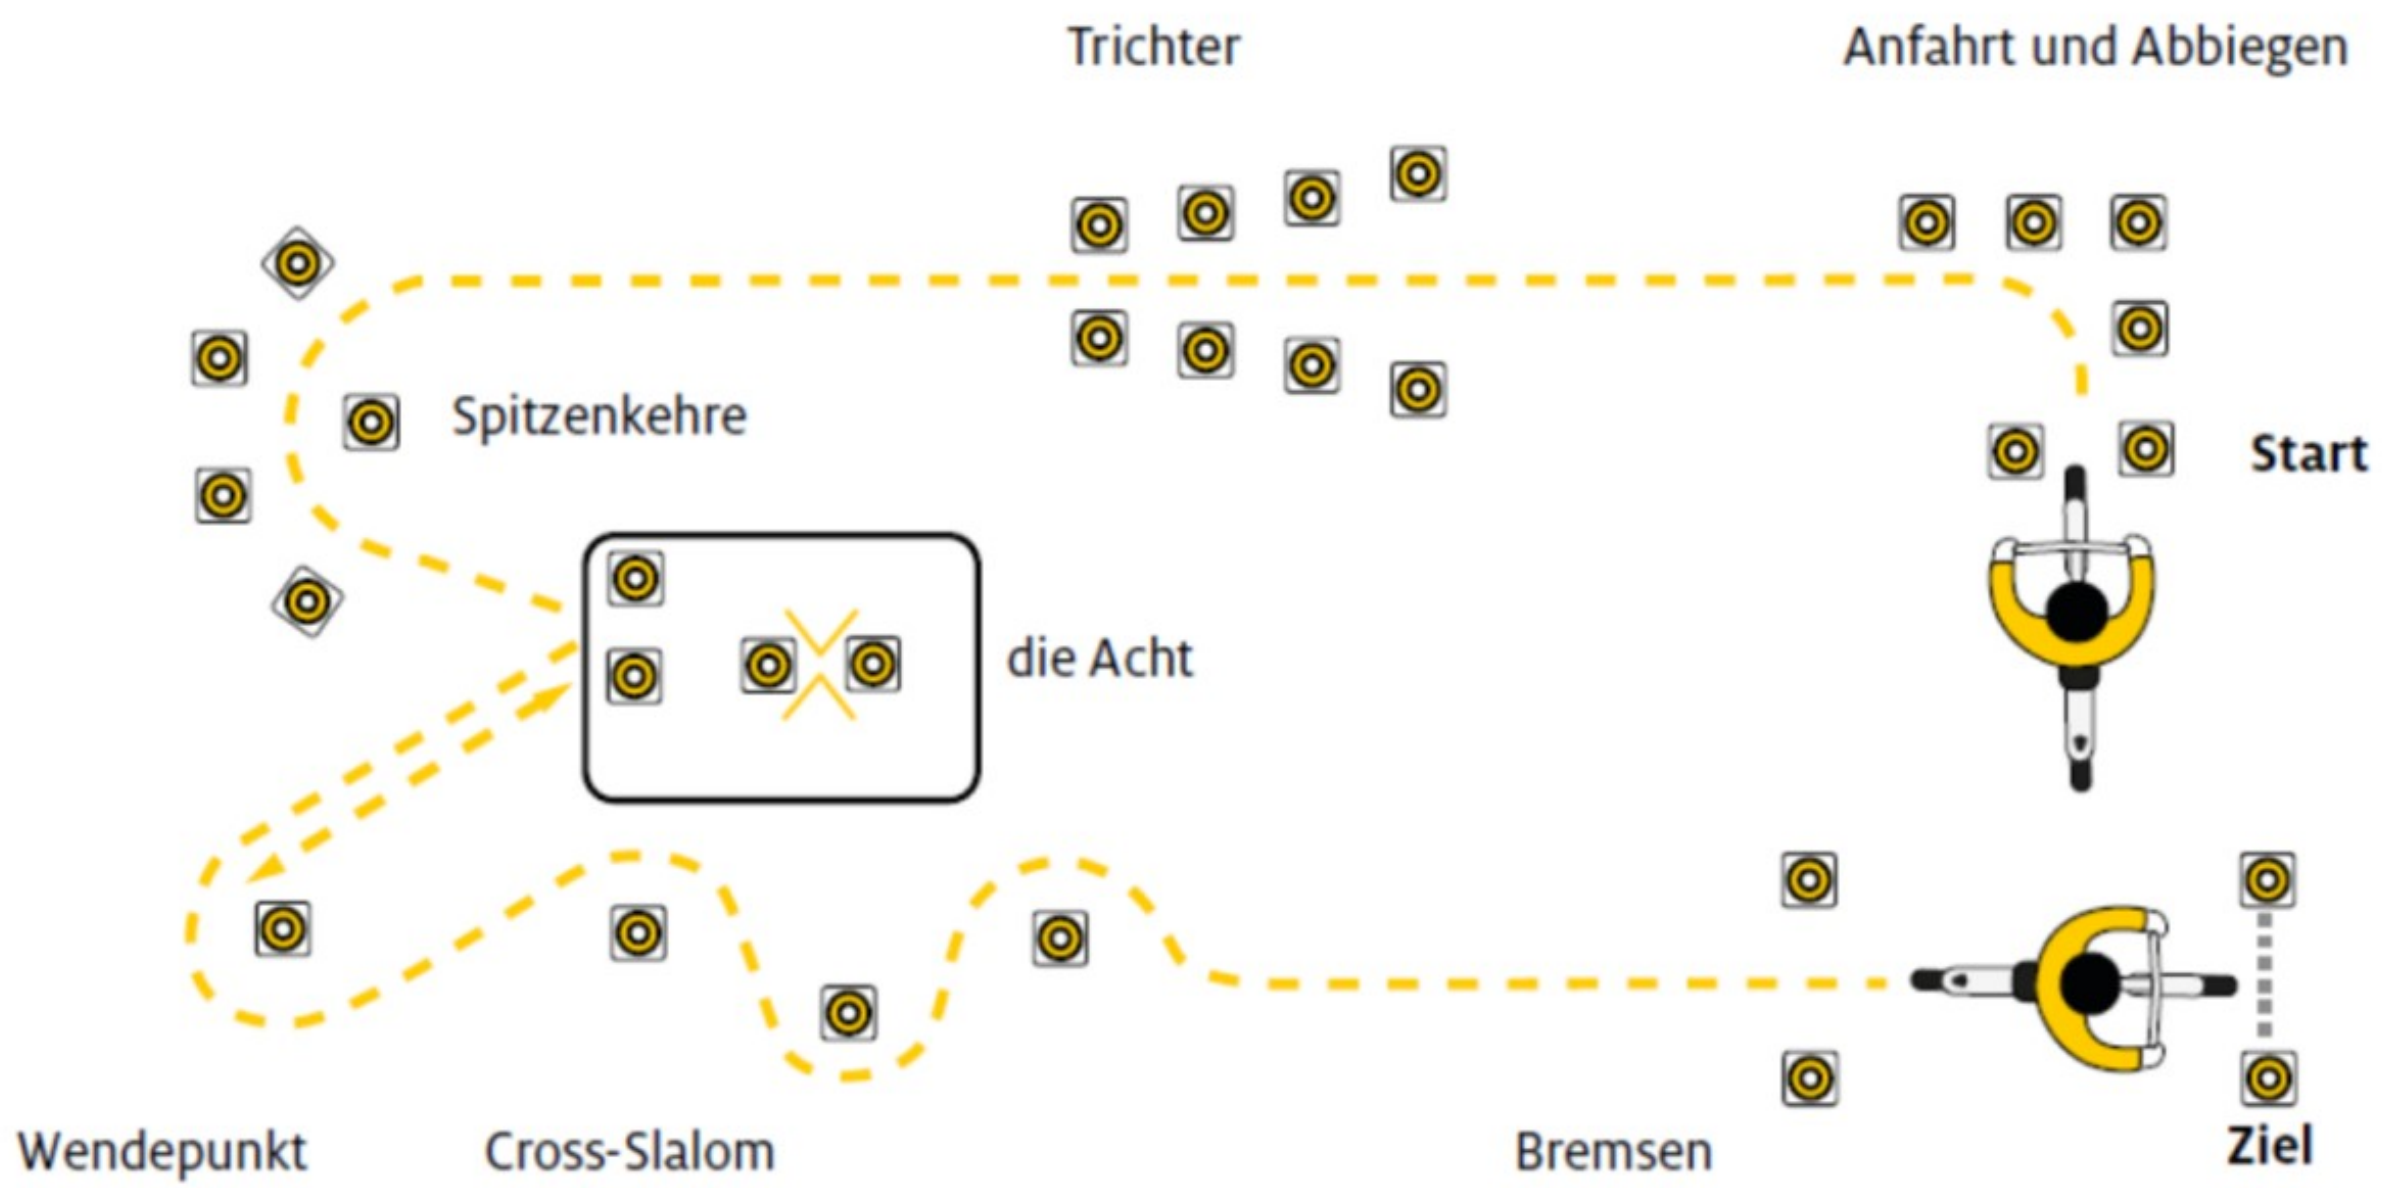 Trichter
Anfahrt und Abbiegen
Spitzenkehre
Start
die Acht
Wendepunkt
Cross-Slalom
Bremsen
Ziel